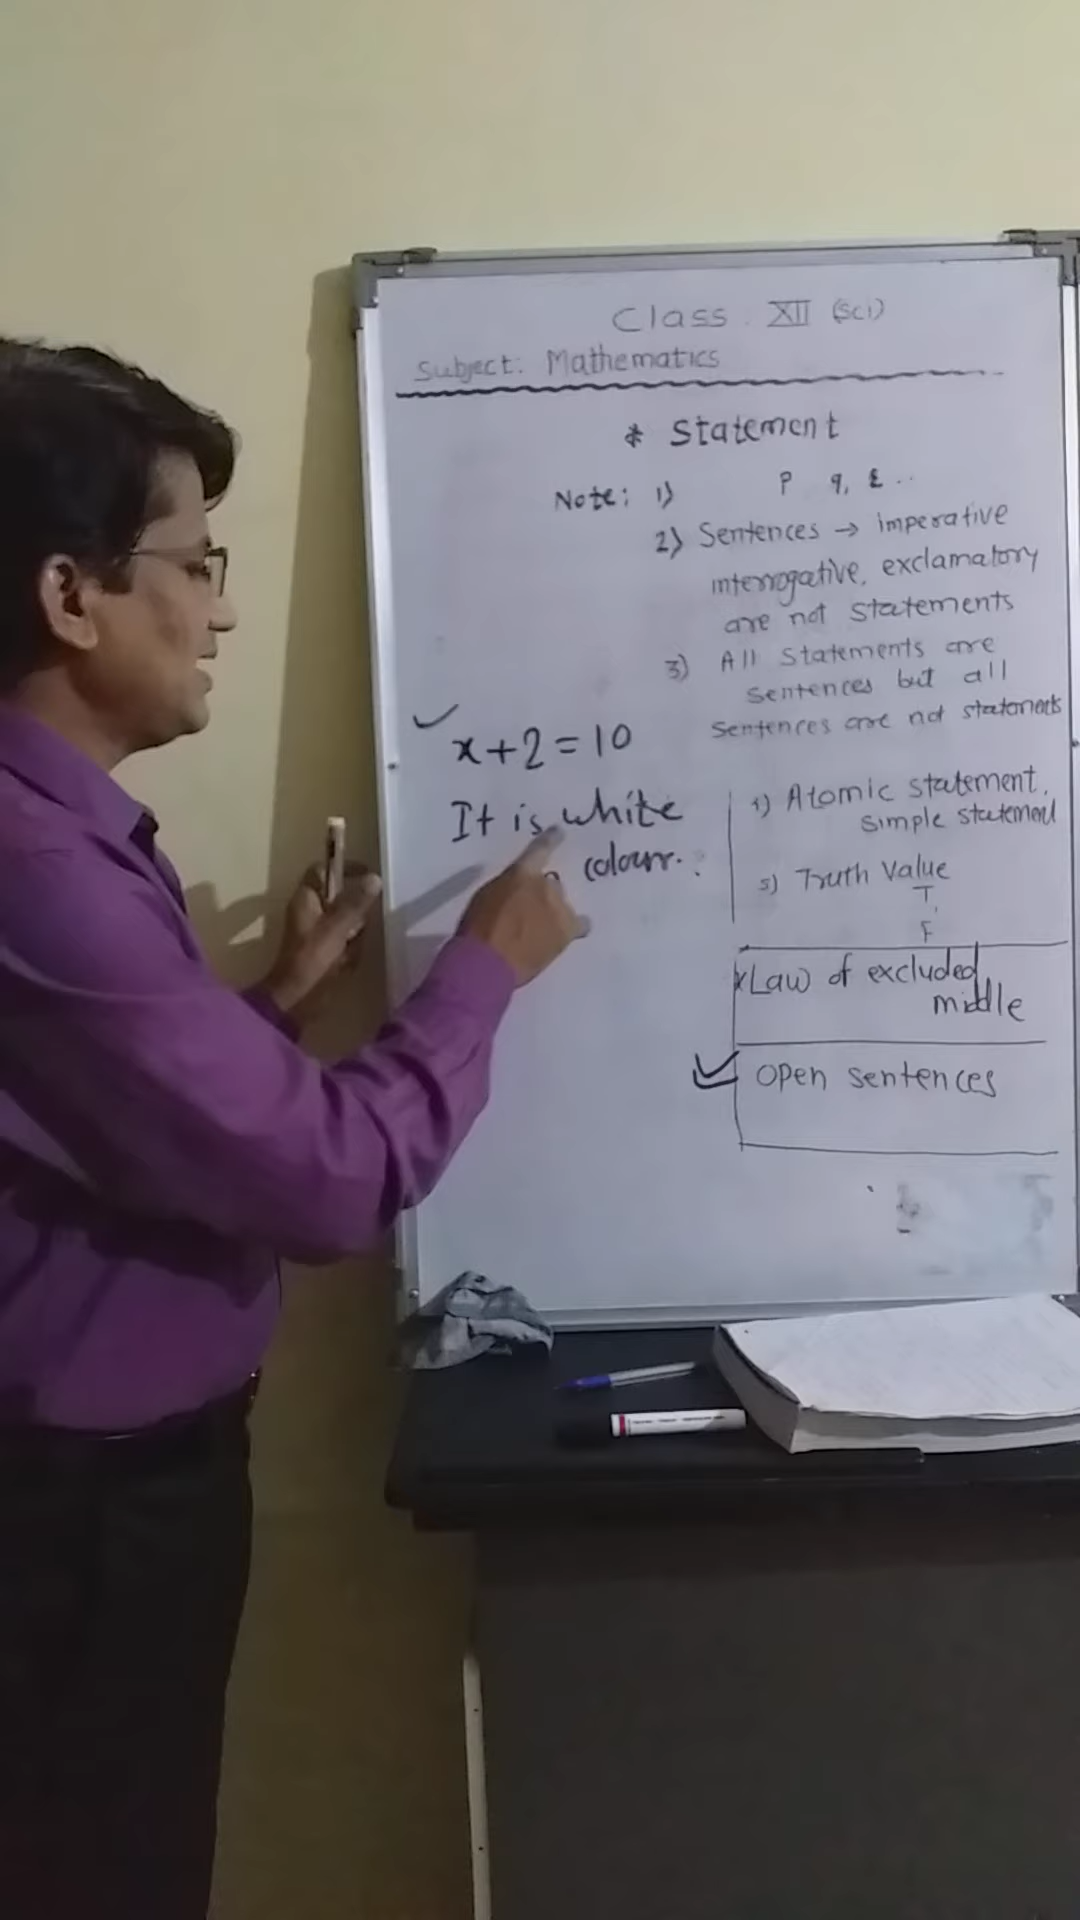 Class . XII (Sci)
Subject: Mathematics
* Statement
Note: 1) P q, r ..
2) Sentences → imperative
interrogative, exclamatory
are not statements
3) All statements are
sentences but all
sentences are not statements
x+2=10
It is white
colour.
4) Atomic statement,
simple statement
5) Truth Value
T,
F
*Law of excluded
middle
open sentences